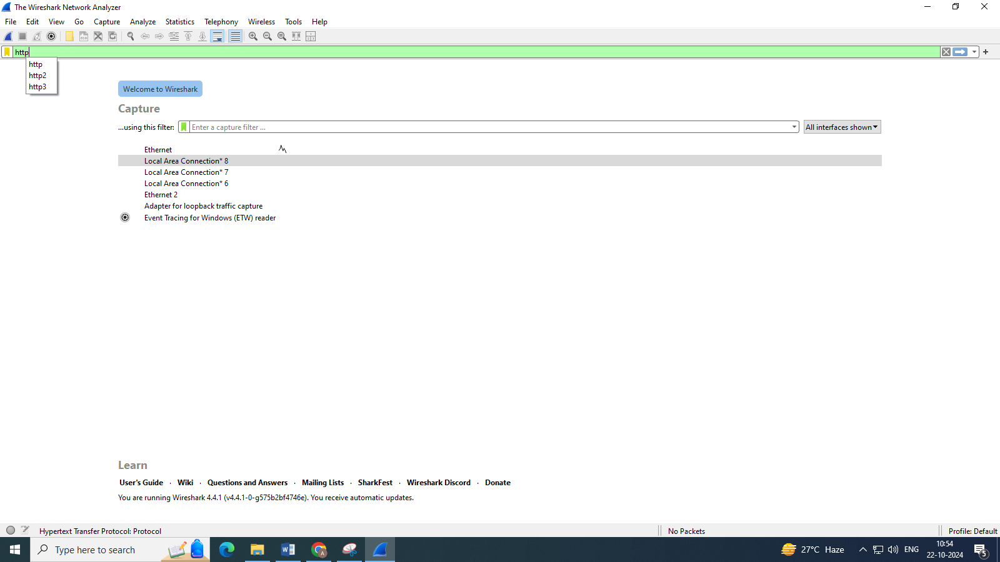 The Wireshark Network Analyzer
File Edit View Go Capture Analyze Statistics Telephony Wireless Tools Help
http
http
http2
http3
Welcome to Wireshark
Capture
...using this filter: Enter a capture filter ... All interfaces shown
Ethernet
Local Area Connection* 8
Local Area Connection* 7
Local Area Connection* 6
Ethernet 2
Adapter for loopback traffic capture
Event Tracing for Windows (ETW) reader
Learn
User's Guide · Wiki · Questions and Answers · Mailing Lists · SharkFest · Wireshark Discord · Donate
You are running Wireshark 4.4.1 (v4.4.1-0-g575b2bf4746e). You receive automatic updates.
Hypertext Transfer Protocol: Protocol No Packets Profile: Default
Type here to search 27°C Haze ENG 10:54
22-10-2024 5